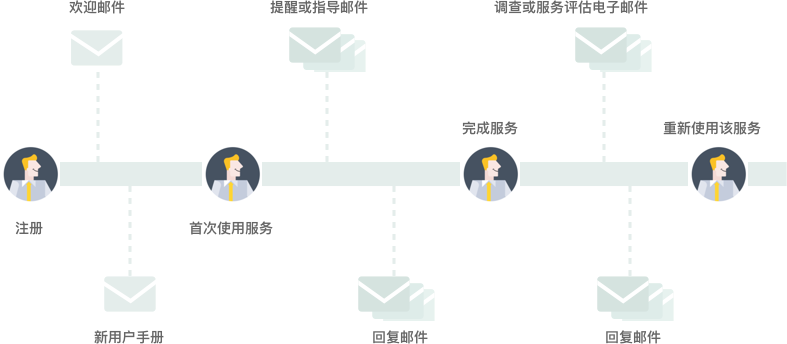 欢迎邮件
提醒或指导邮件
调查或服务评估电子邮件
完成服务
重新使用该服务
注册
首次使用服务
新用户手册
回复邮件
回复邮件